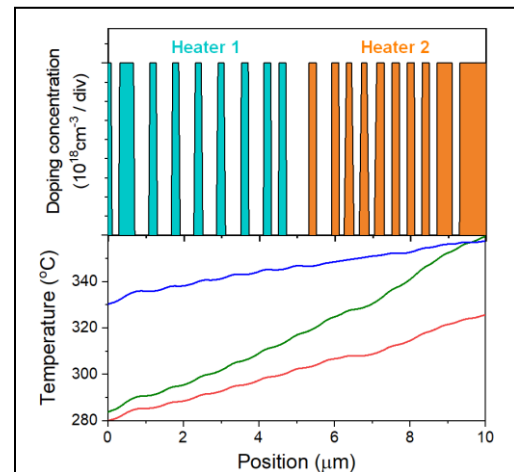 Heater 1 Heater 2
Doping concentration
(10¹⁸cm⁻³ / div)
Temperature (°C)
340
320
300
280
0 2 4 6 8 10
Position (μm)